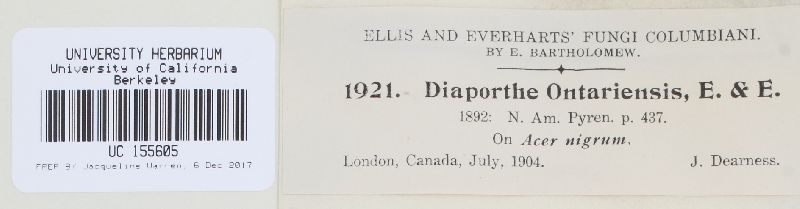 UNIVERSITY HERBARIUM
University of California
Berkeley
UC 155605
PREP BY Jacqueline Warren, 6 Dec 2017
ELLIS AND EVERHARTS' FUNGI COLUMBIANI.
BY E. BARTHOLOMEW.
1921. Diaporthe Ontariensis, E. & E.
1892: N. Am. Pyren. p. 437.
On Acer nigrum.
London, Canada, July, 1904. J. Dearness.